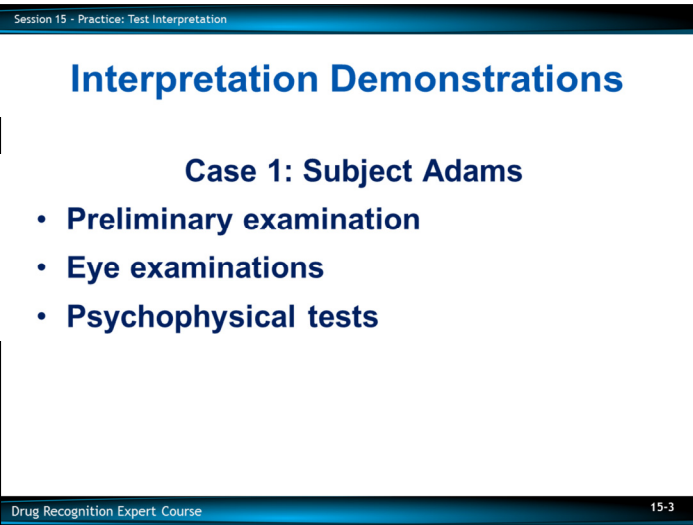 Session 15 - Practice: Test Interpretation
Interpretation Demonstrations
Case 1: Subject Adams
• Preliminary examination
• Eye examinations
• Psychophysical tests
Drug Recognition Expert Course
15-3